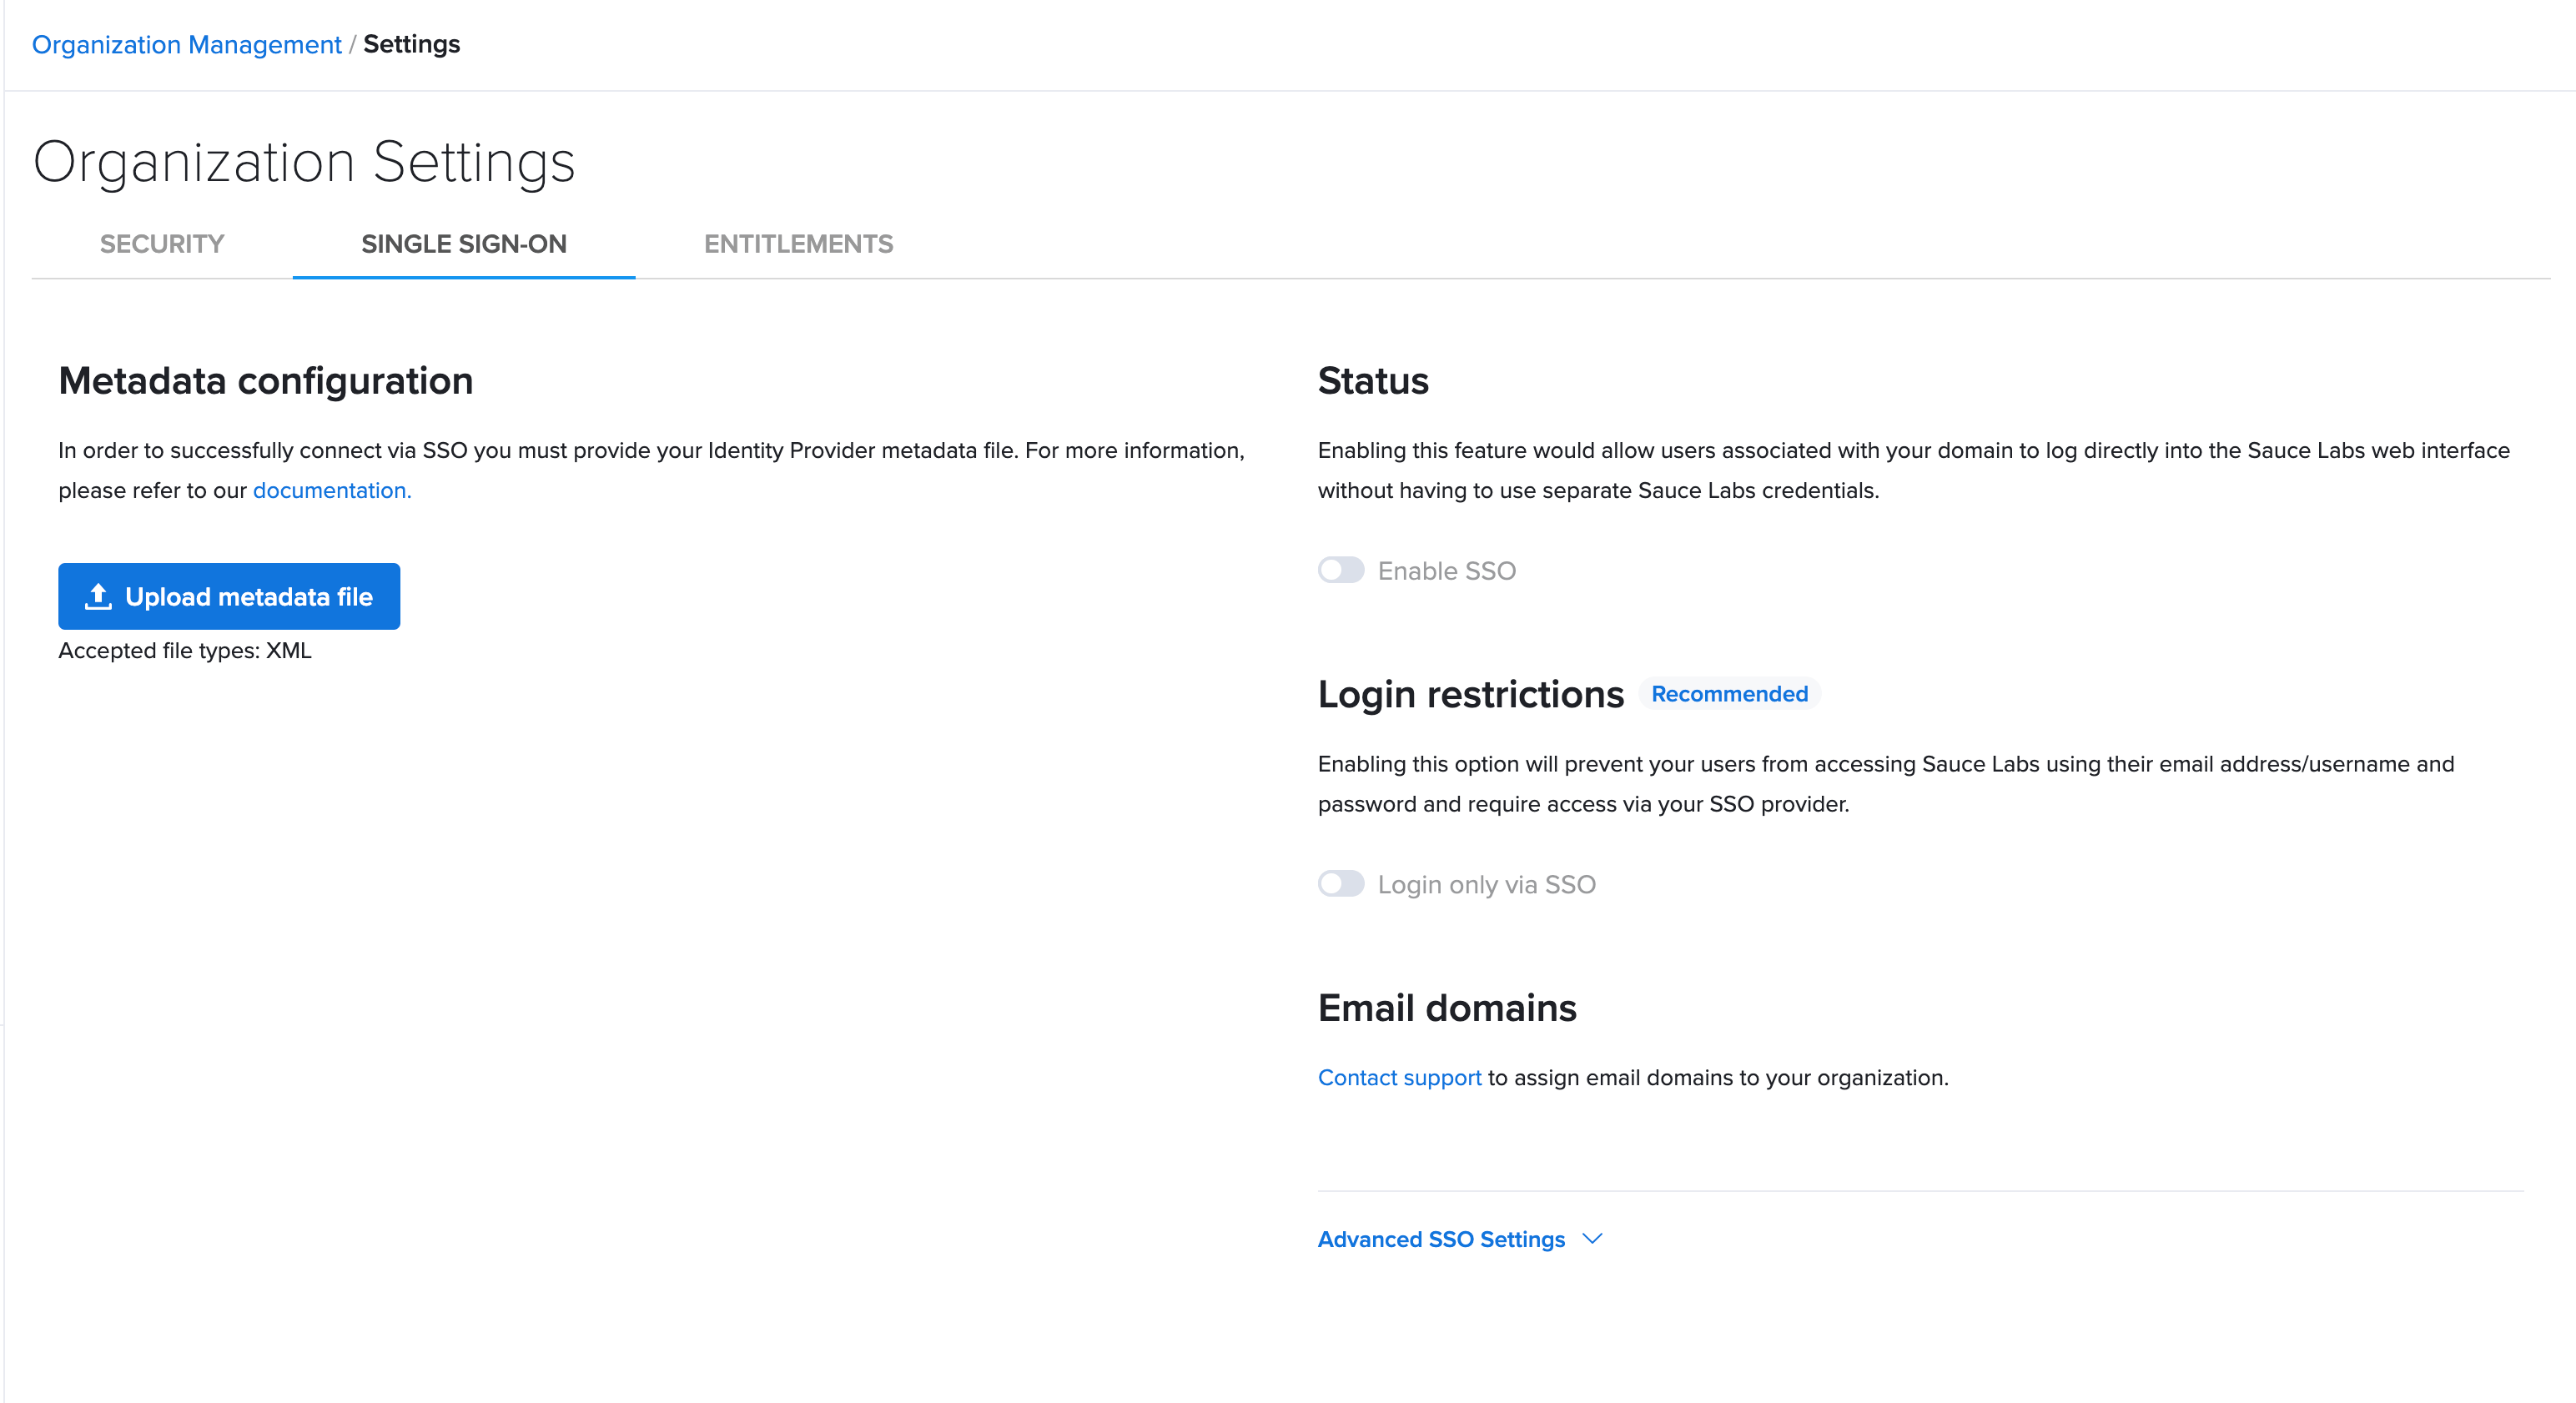 Organization Management / Settings
Organization Settings
SECURITY
SINGLE SIGN-ON
ENTITLEMENTS
Metadata configuration
In order to successfully connect via SSO you must provide your Identity Provider metadata file. For more information,
please refer to our documentation.
Upload metadata file
Accepted file types: XML
Status
Enabling this feature would allow users associated with your domain to log directly into the Sauce Labs web interface
without having to use separate Sauce Labs credentials.
Enable SSO
Login restrictions Recommended
Enabling this option will prevent your users from accessing Sauce Labs using their email address/username and
password and require access via your SSO provider.
Login only via SSO
Email domains
Contact support to assign email domains to your organization.
Advanced SSO Settings